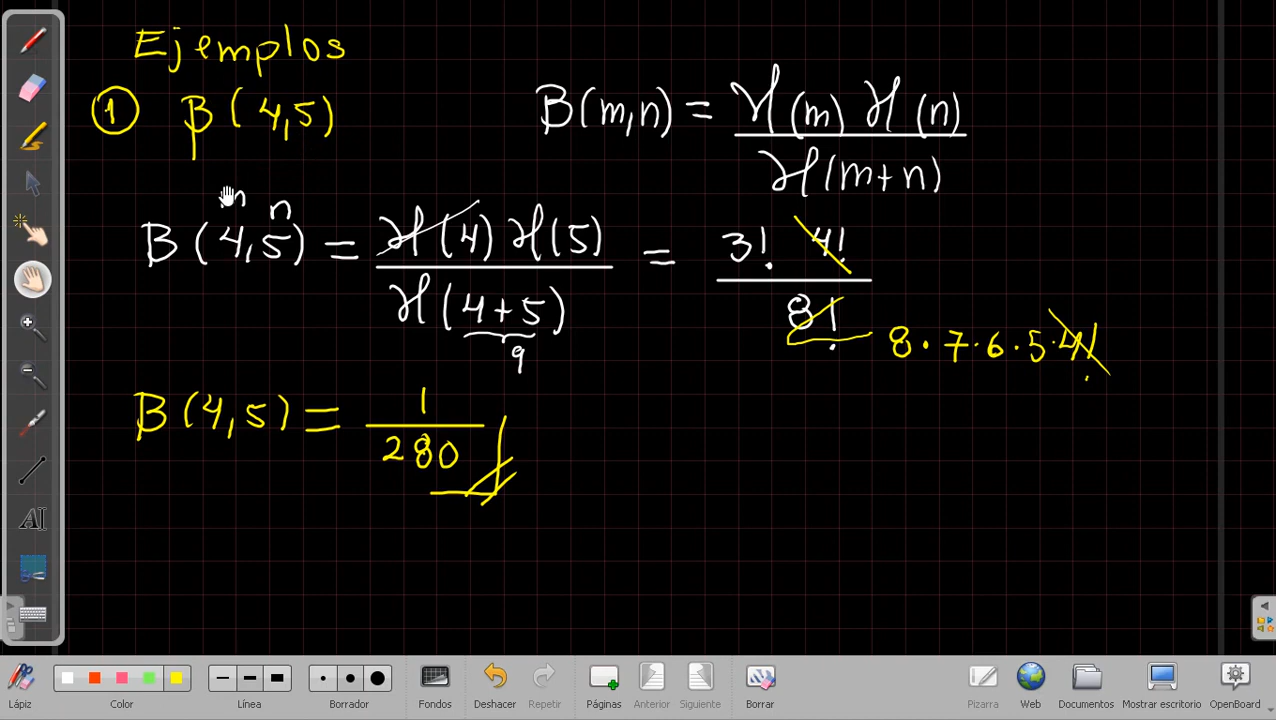 Ejemplos
① β(4,5)
B(m,n) = Γ(m) Γ(n) / Γ(m+n)
m n
B(4,5) = Γ(4) Γ(5) / Γ(4+5) = 3! 4! / 8!
9
8·7·6·5·4!
B(4,5) = 1 / 280
AI
Lápiz
Color
Línea
Borrador
Fondos
Deshacer
Repetir
Páginas
Anterior
Siguiente
Borrar
Pizarra
Web
Documentos
Mostrar escritorio
OpenBoard